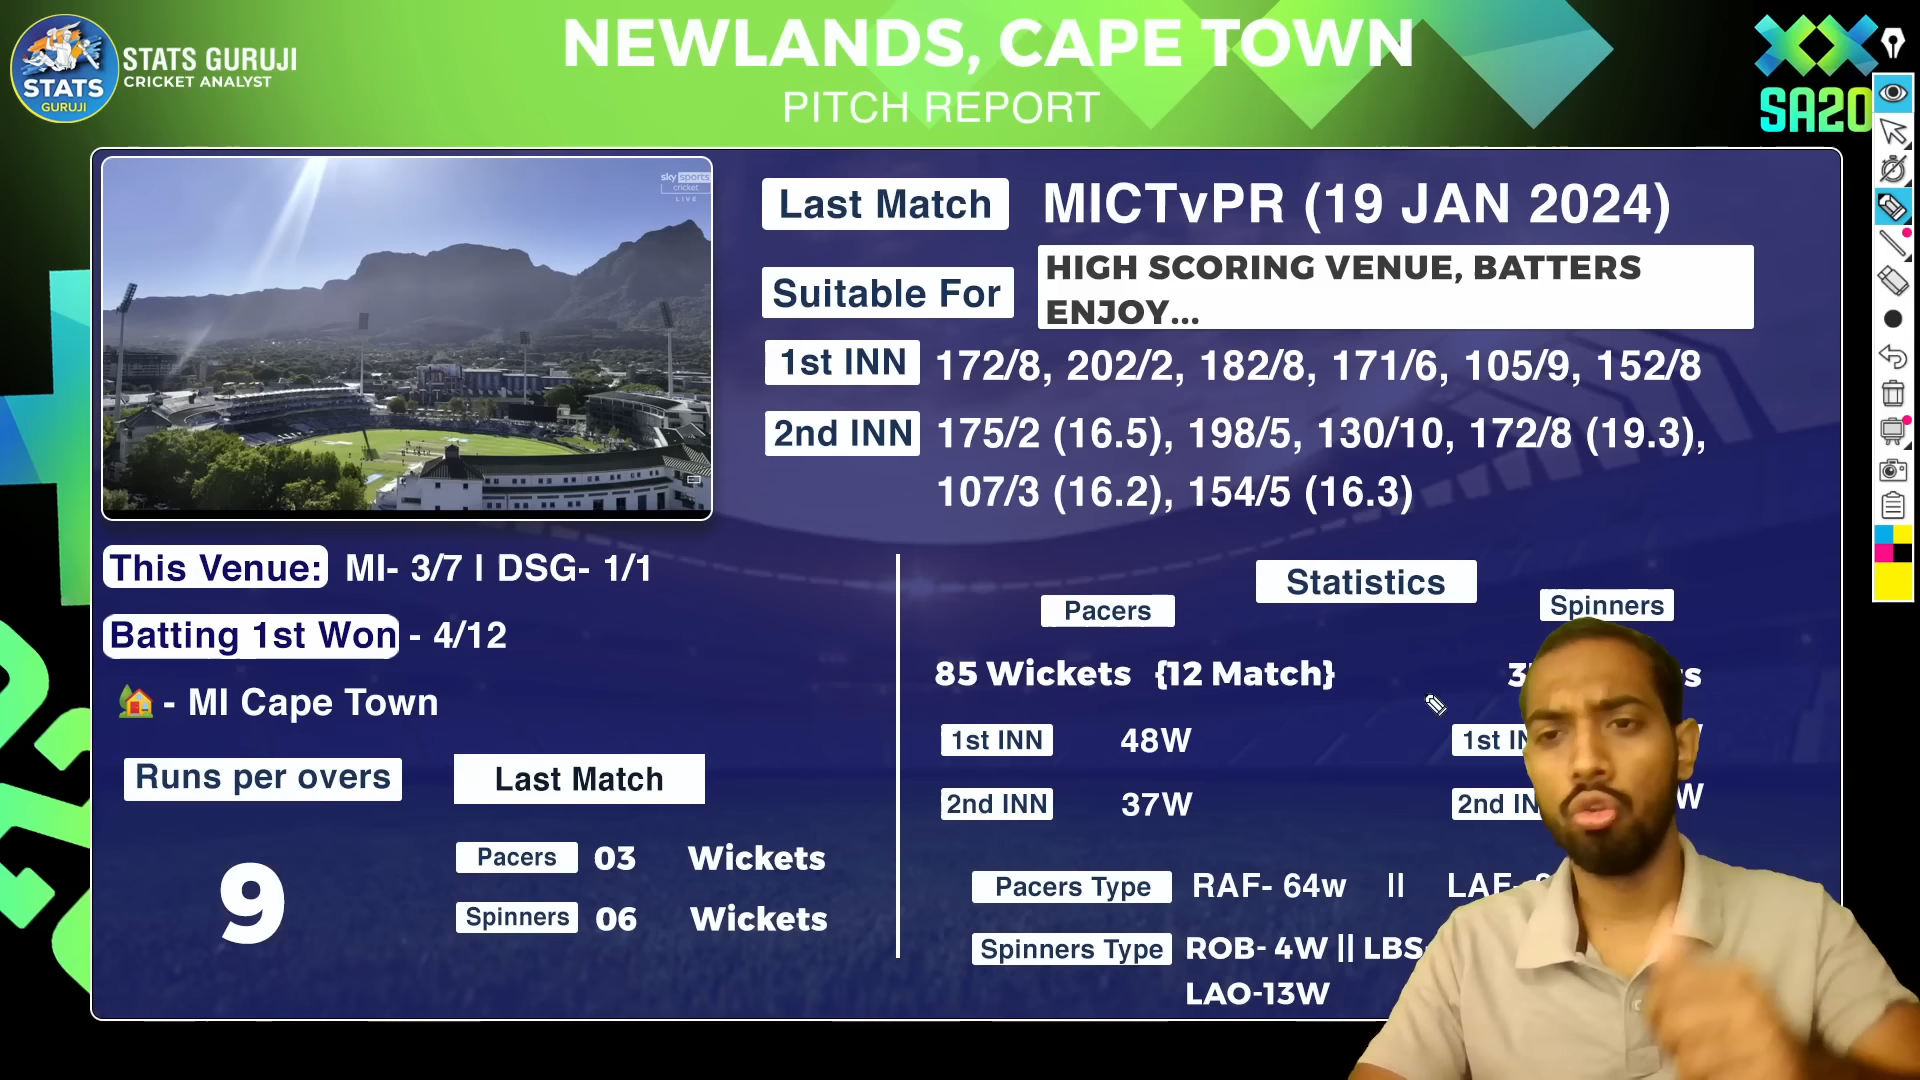 STATS GURUJI
CRICKET ANALYST
STATS
GURUJI
NEWLANDS, CAPE TOWN
PITCH REPORT
SA20
sky sports
cricket
LIVE
Last Match MICTvPR (19 JAN 2024)
Suitable For HIGH SCORING VENUE, BATTERS
ENJOY...
1st INN 172/8, 202/2, 182/8, 171/6, 105/9, 152/8
2nd INN 175/2 (16.5), 198/5, 130/10, 172/8 (19.3),
107/3 (16.2), 154/5 (16.3)
This Venue: MI- 3/7 | DSG- 1/1
Batting 1st Won - 4/12
- MI Cape Town
Runs per overs
9
Last Match
Pacers 03 Wickets
Spinners 06 Wickets
Statistics
Pacers
Spinners
85 Wickets {12 Match}
1st INN 48W
2nd INN 37W
1st
2nd
Pacers Type RAF- 64w ||
Spinners Type ROB- 4W || LBS
LAO-13W